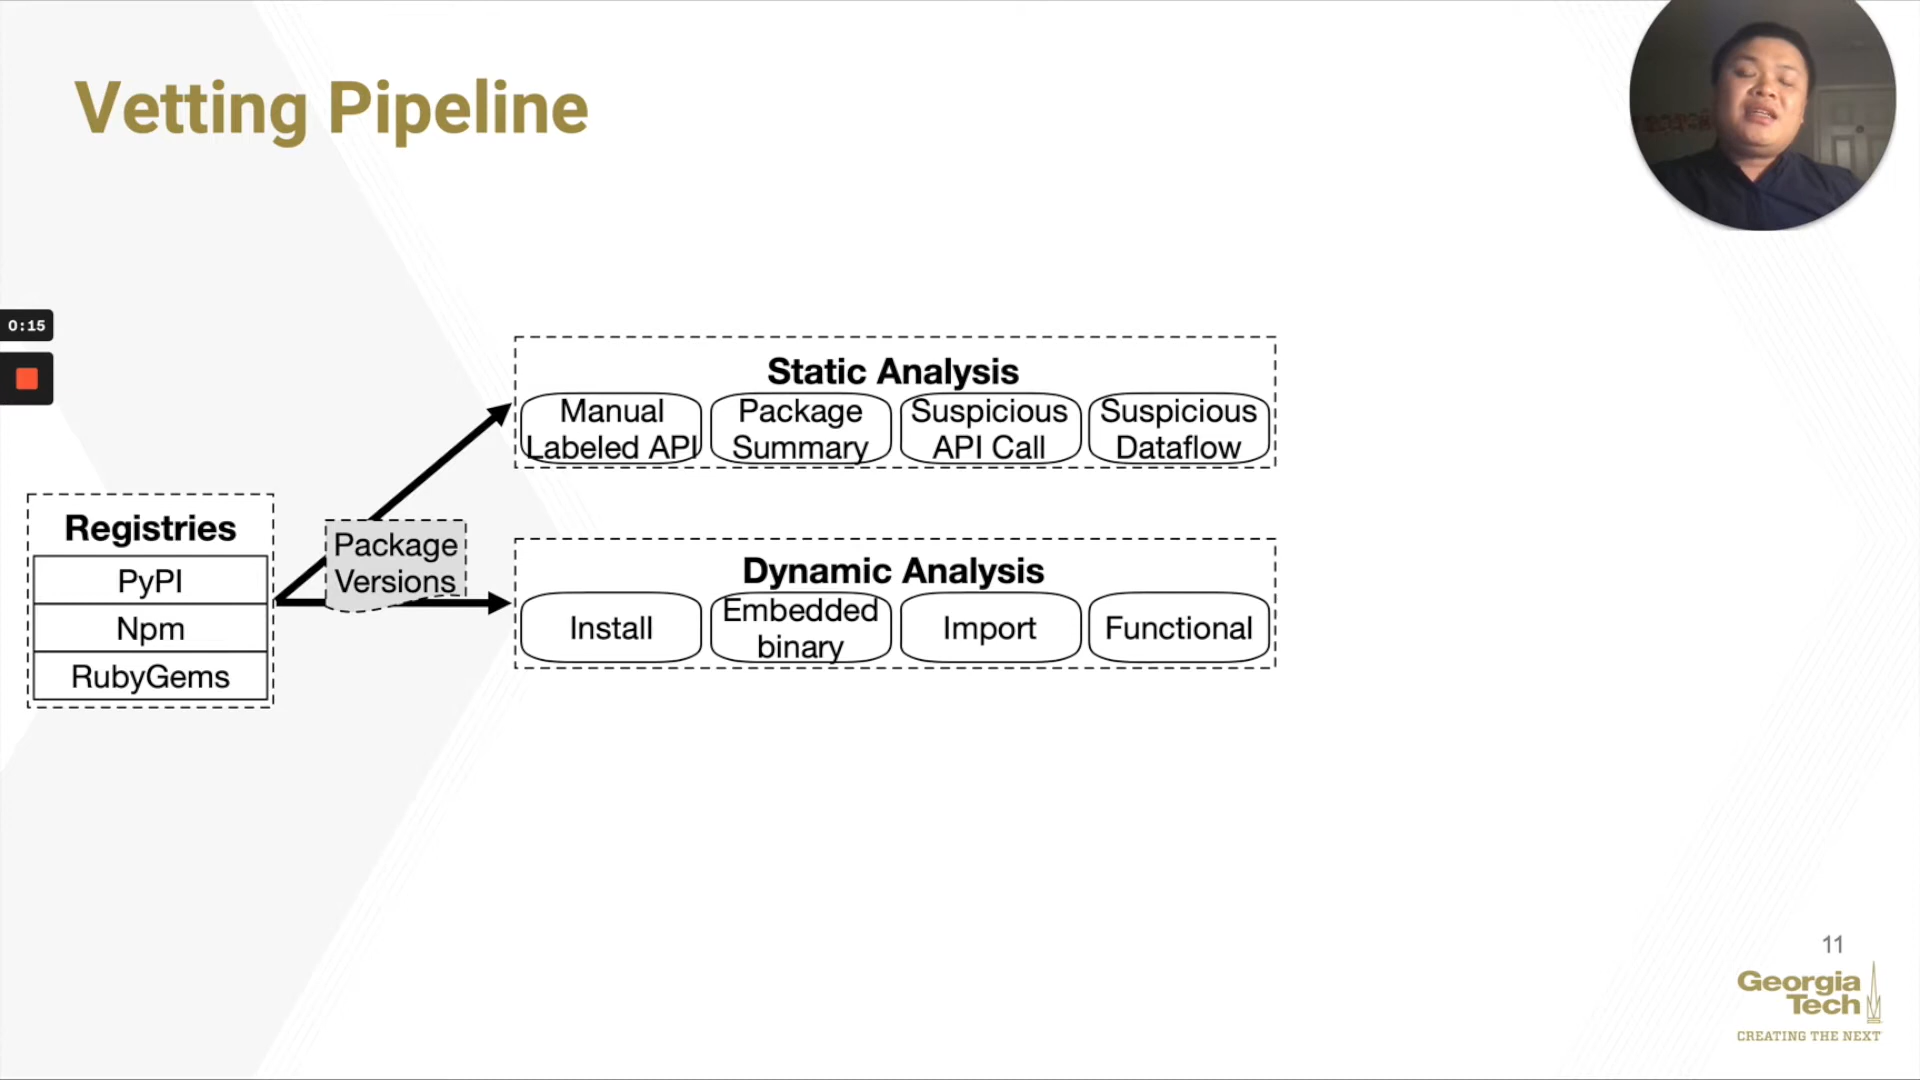 Vetting Pipeline
0:15
Static Analysis
Manual
Labeled API
Package
Summary
Suspicious
API Call
Suspicious
Dataflow
Registries
PyPI
Npm
RubyGems
Package
Versions
Dynamic Analysis
Install
Embedded
binary
Import
Functional
11
Georgia
Tech
CREATING THE NEXT